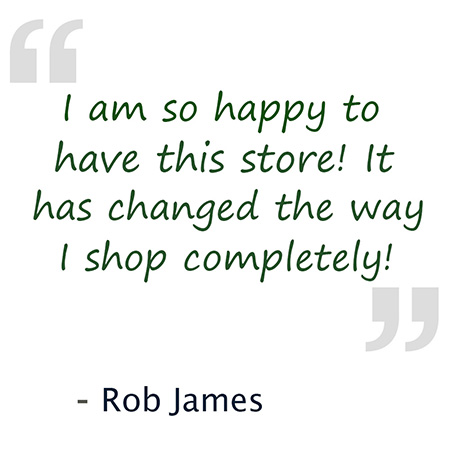 “
I am so happy to
have this store! It
has changed the way
I shop completely!
”
- Rob James